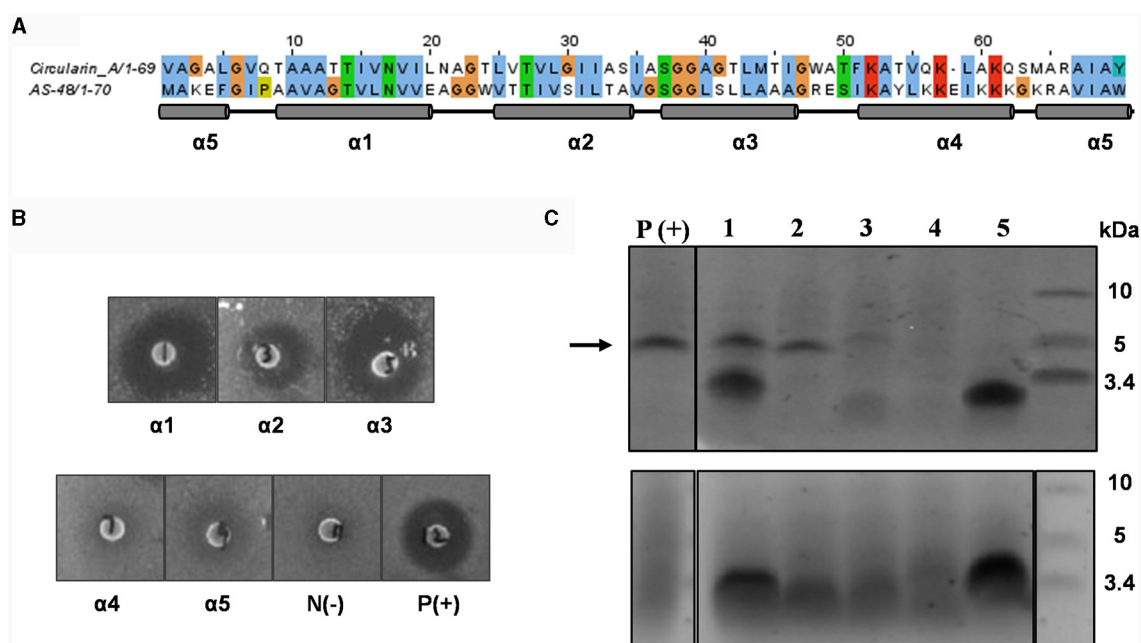 A
10 20 30 40 50 60
Circularin_A/1-69 VAGALGVQTAAATTIVNVILNAGTLVTVLGIIASIASGGAGTLMTIGWATFKATVQK-LAKQSMARAIAY
AS-48/1-70 MAKEFGIPAAVAGTVLNVVEAGGWVTTIVSILTAVGSGGLSLLAAAGRESIKAYLKKEIKKKGKRAVIAW
α5 α1 α2 α3 α4 α5
B
α1 α2 α3
α4 α5 N(-) P(+)
C
P (+) 1 2 3 4 5 kDa
10
5
3.4
10
5
3.4